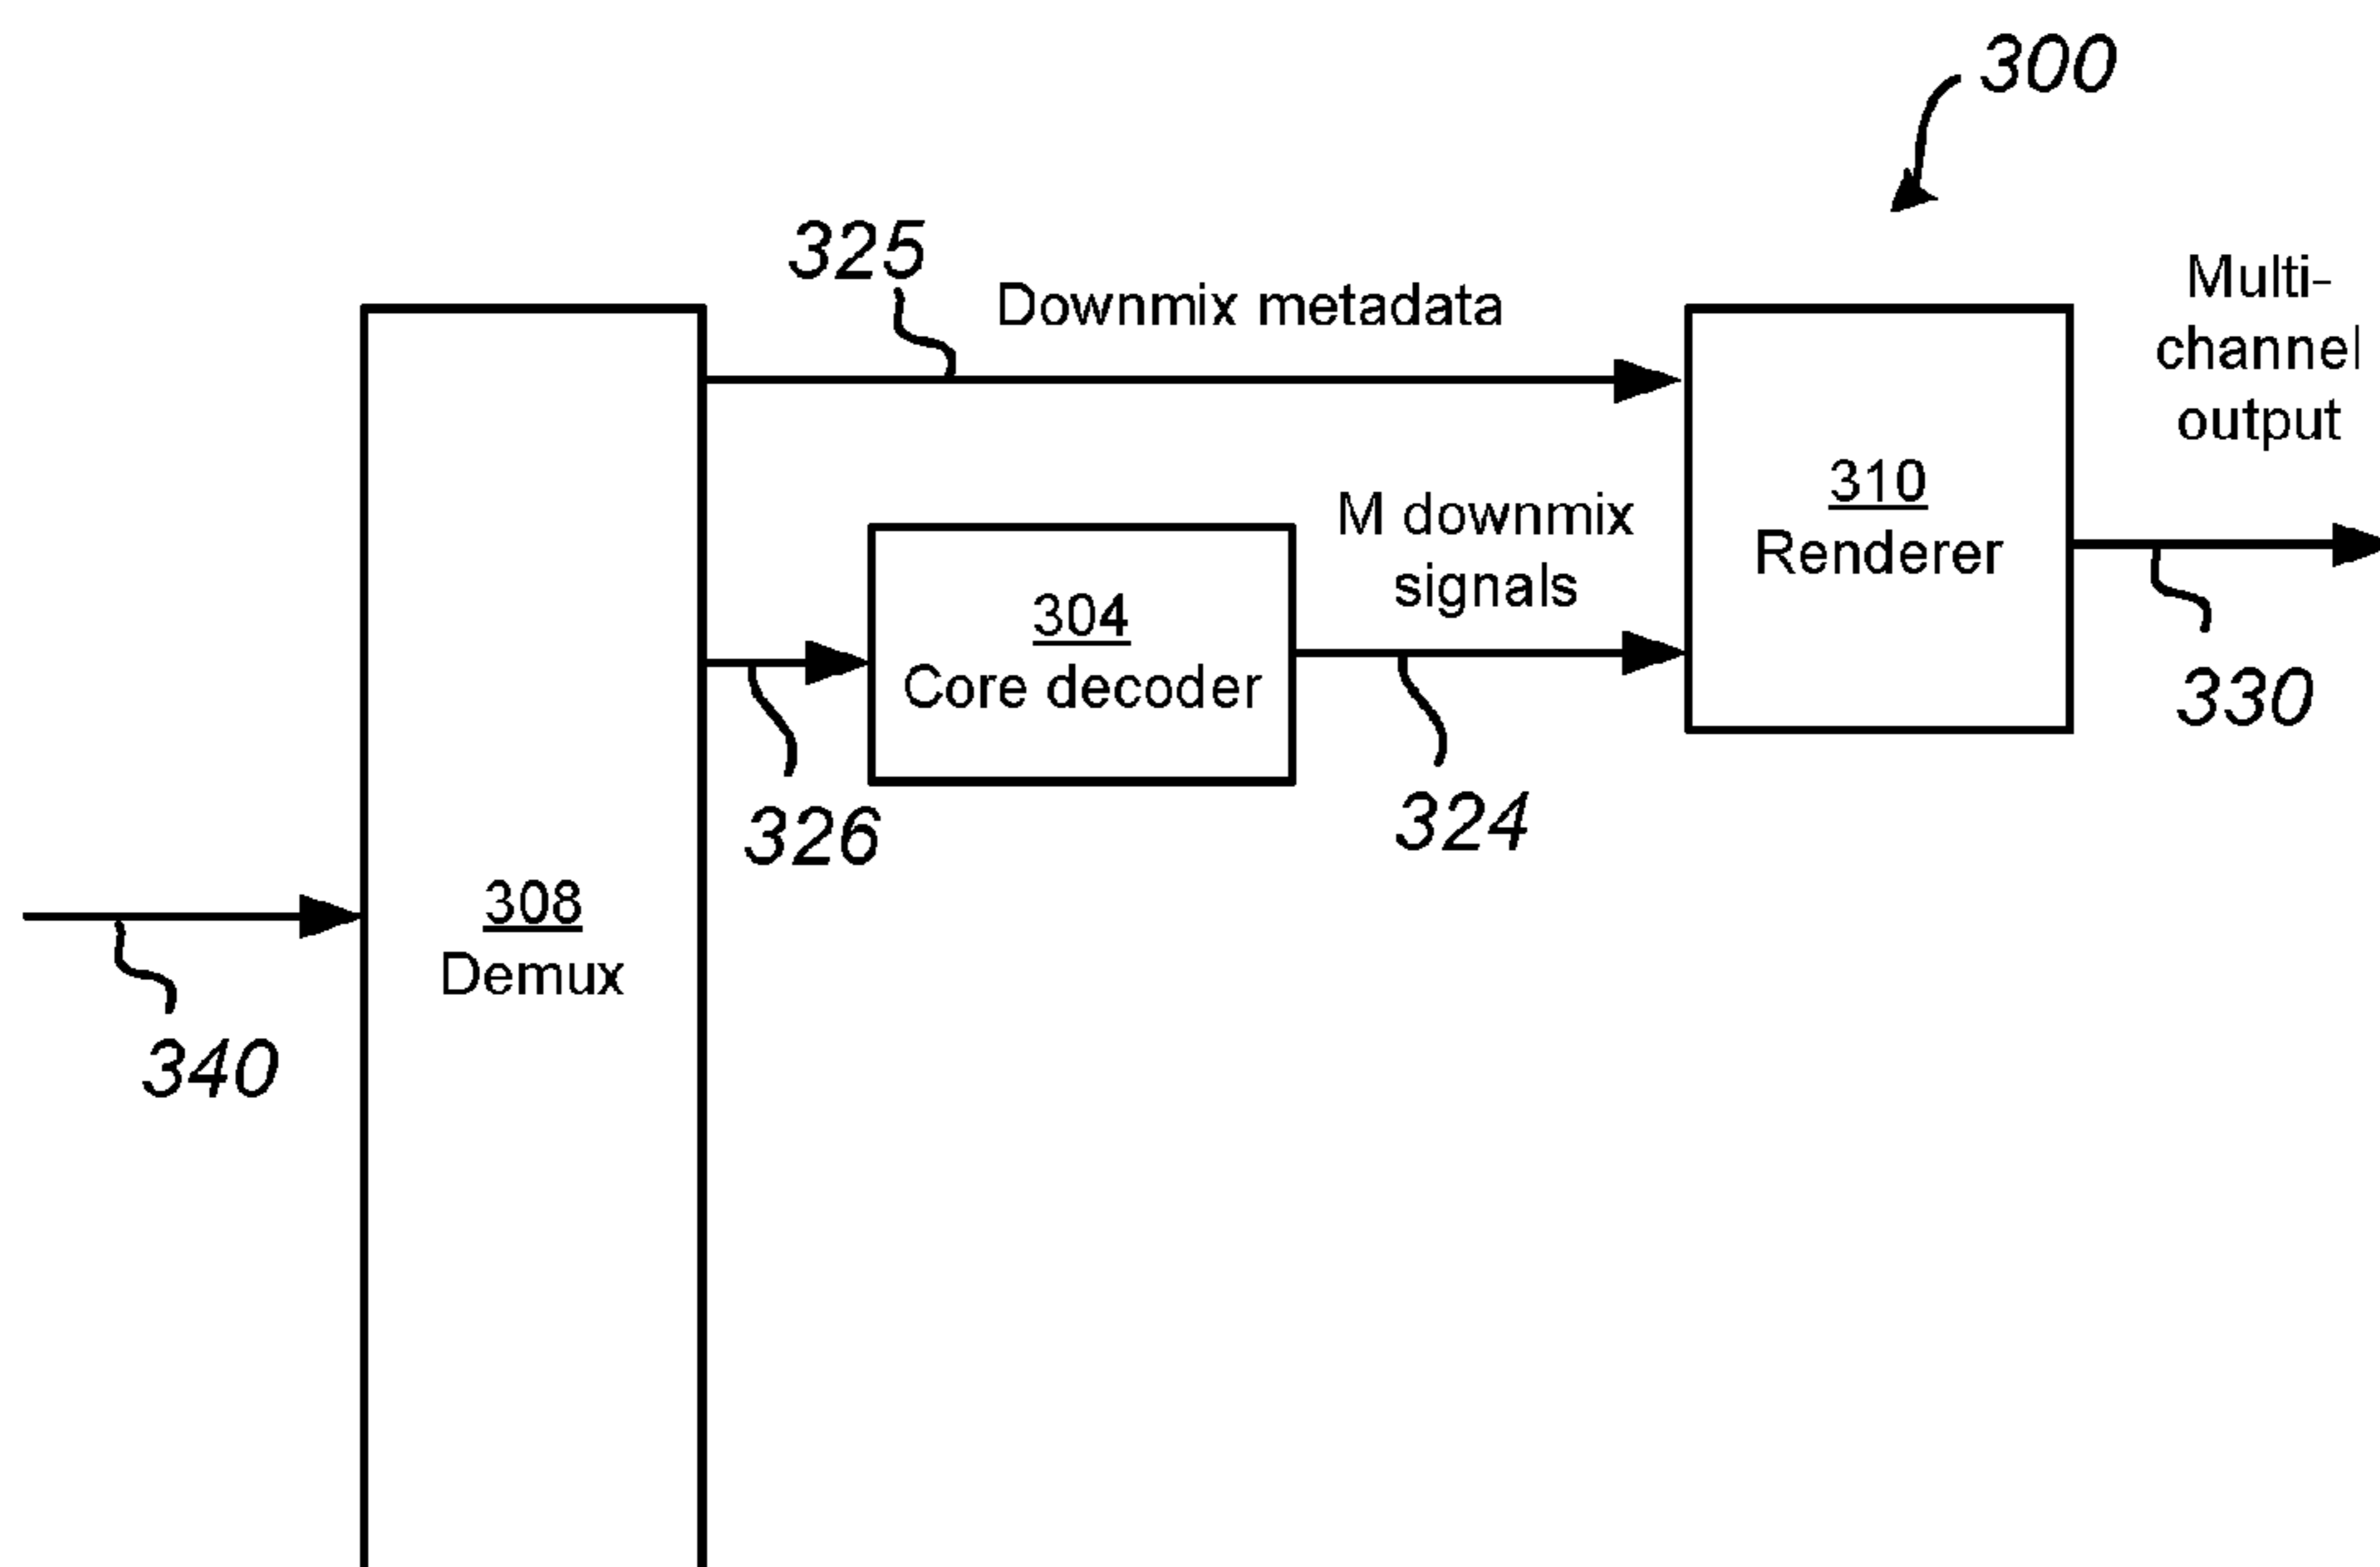 300
325
Downmix metadata
Multi-
channel
output
310
Renderer
M downmix
signals
304
Core decoder
330
324
326
308
Demux
340